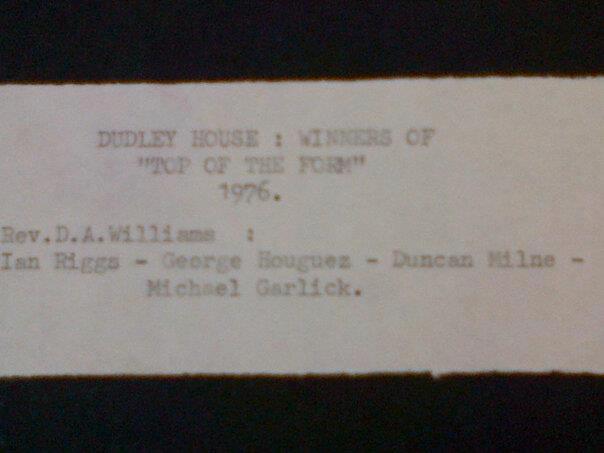 DUDLEY HOUSE : WINNERS OF
"TOP OF THE FORM"
1976.
Rev.D.A.Williams :
Ian Riggs - George Houguez - Duncan Milne -
Michael Garlick.